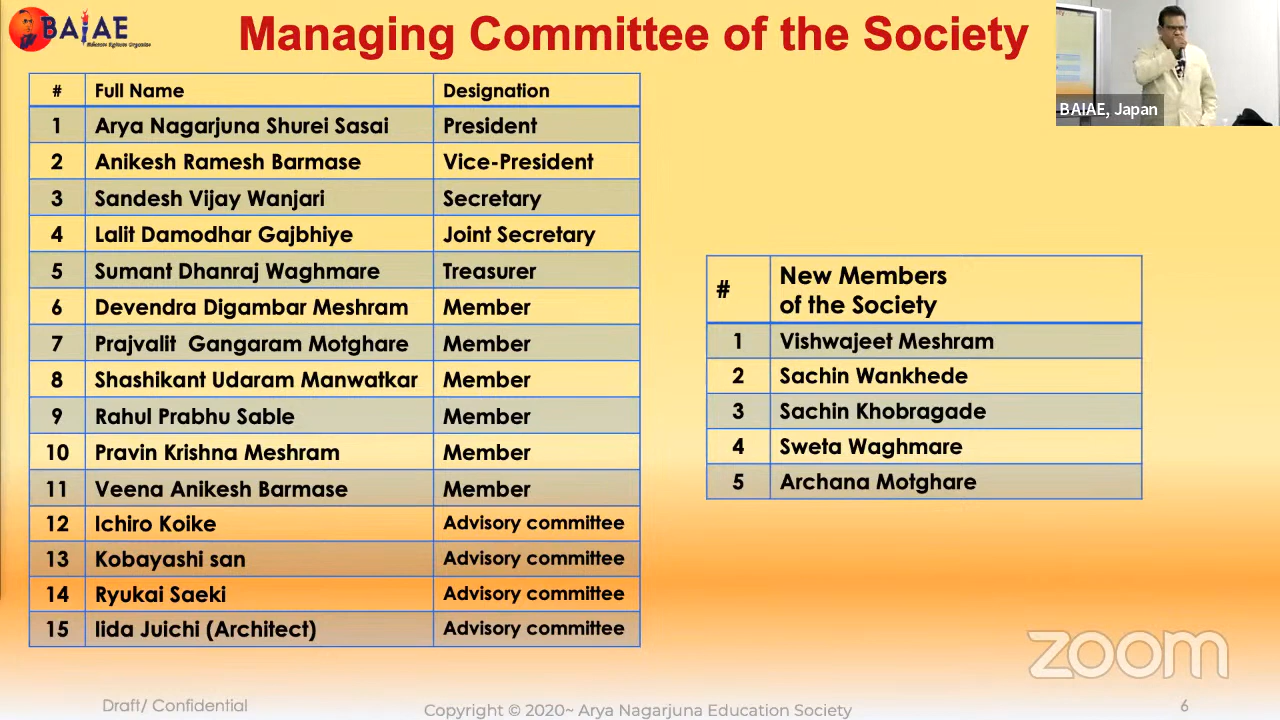 BAIAE
Managing Committee of the Society
BAIAE, Japan
# Full Name Designation
1 Arya Nagarjuna Shurei Sasai President
2 Anikesh Ramesh Barmase Vice-President
3 Sandesh Vijay Wanjari Secretary
4 Lalit Damodhar Gajbhiye Joint Secretary
5 Sumant Dhanraj Waghmare Treasurer
6 Devendra Digambar Meshram Member
7 Prajvalit Gangaram Motghare Member
8 Shashikant Udaram Manwatkar Member
9 Rahul Prabhu Sable Member
10 Pravin Krishna Meshram Member
11 Veena Anikesh Barmase Member
12 Ichiro Koike Advisory committee
13 Kobayashi san Advisory committee
14 Ryukai Saeki Advisory committee
15 Iida Juichi (Architect) Advisory committee
# New Members
of the Society
1 Vishwajeet Meshram
2 Sachin Wankhede
3 Sachin Khobragade
4 Sweta Waghmare
5 Archana Motghare
zoom
Draft/ Confidential
Copyright © 2020~ Arya Nagarjuna Education Society
6